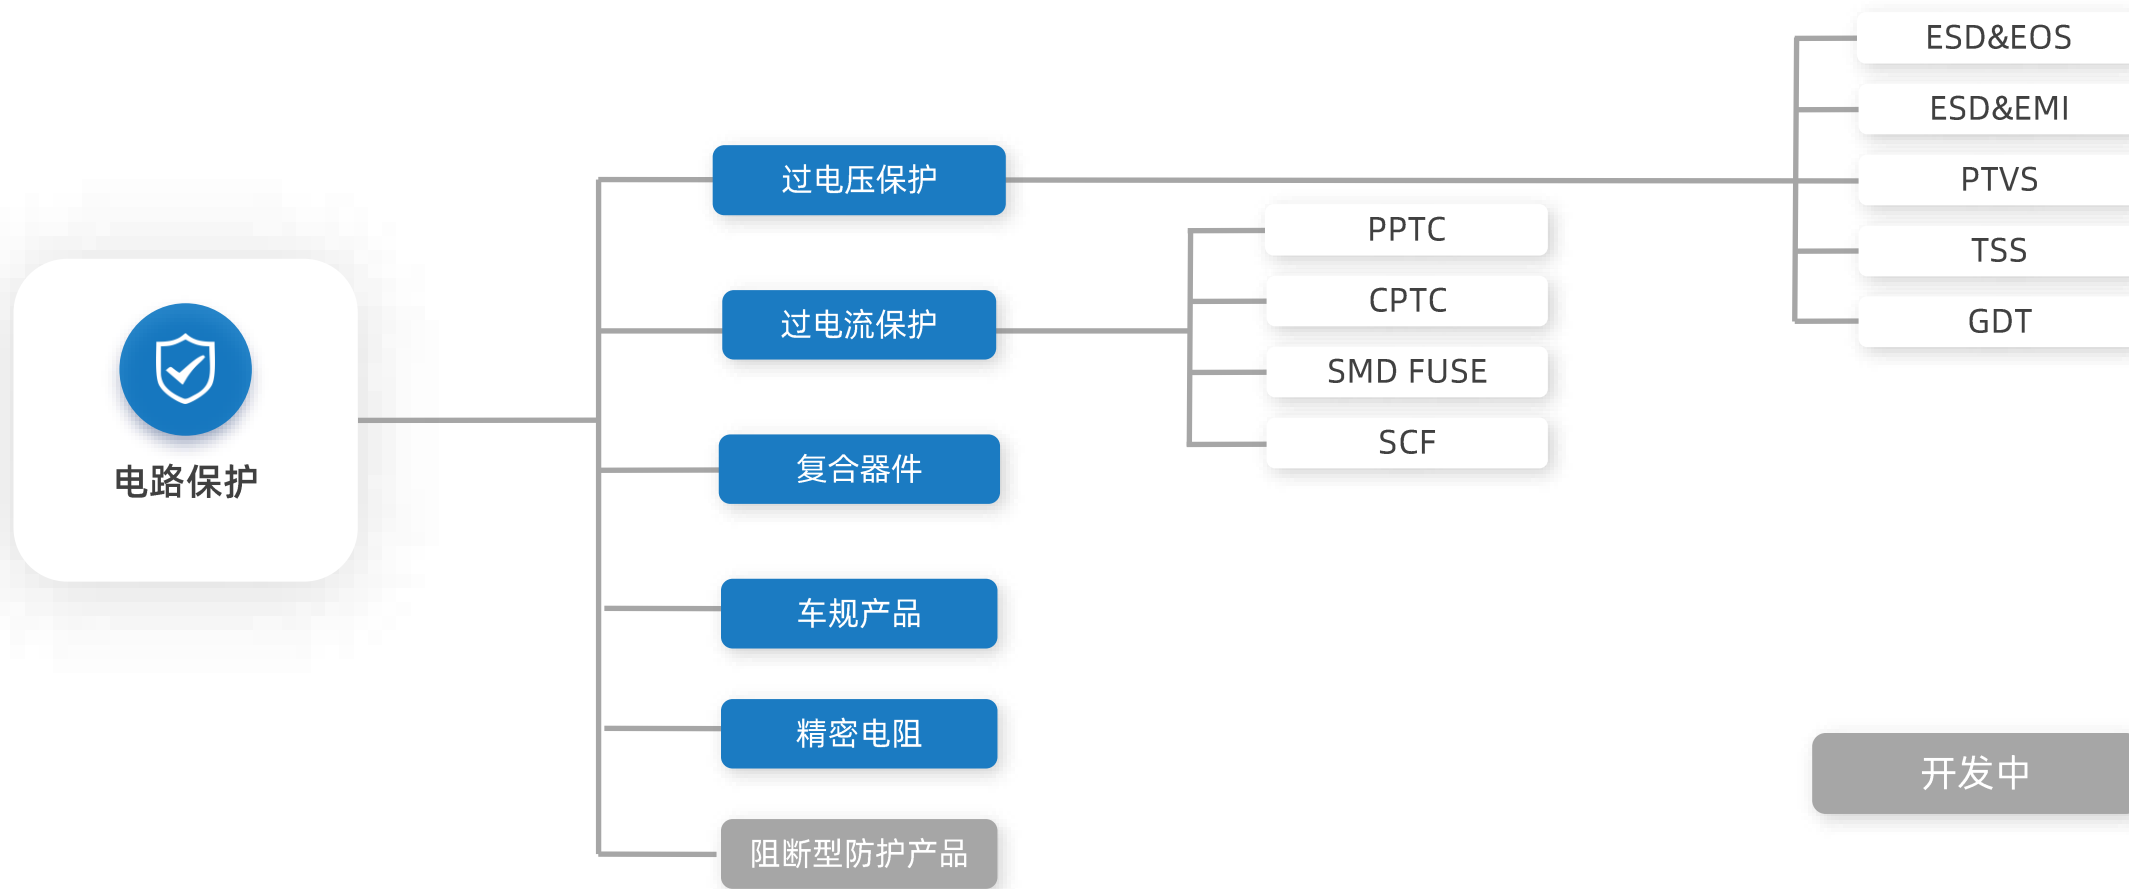 电路保护
过电压保护
ESD&EOS
ESD&EMI
PTVS
TSS
GDT
过电流保护
PPTC
CPTC
SMD FUSE
SCF
复合器件
车规产品
精密电阻
阻断型防护产品
开发中